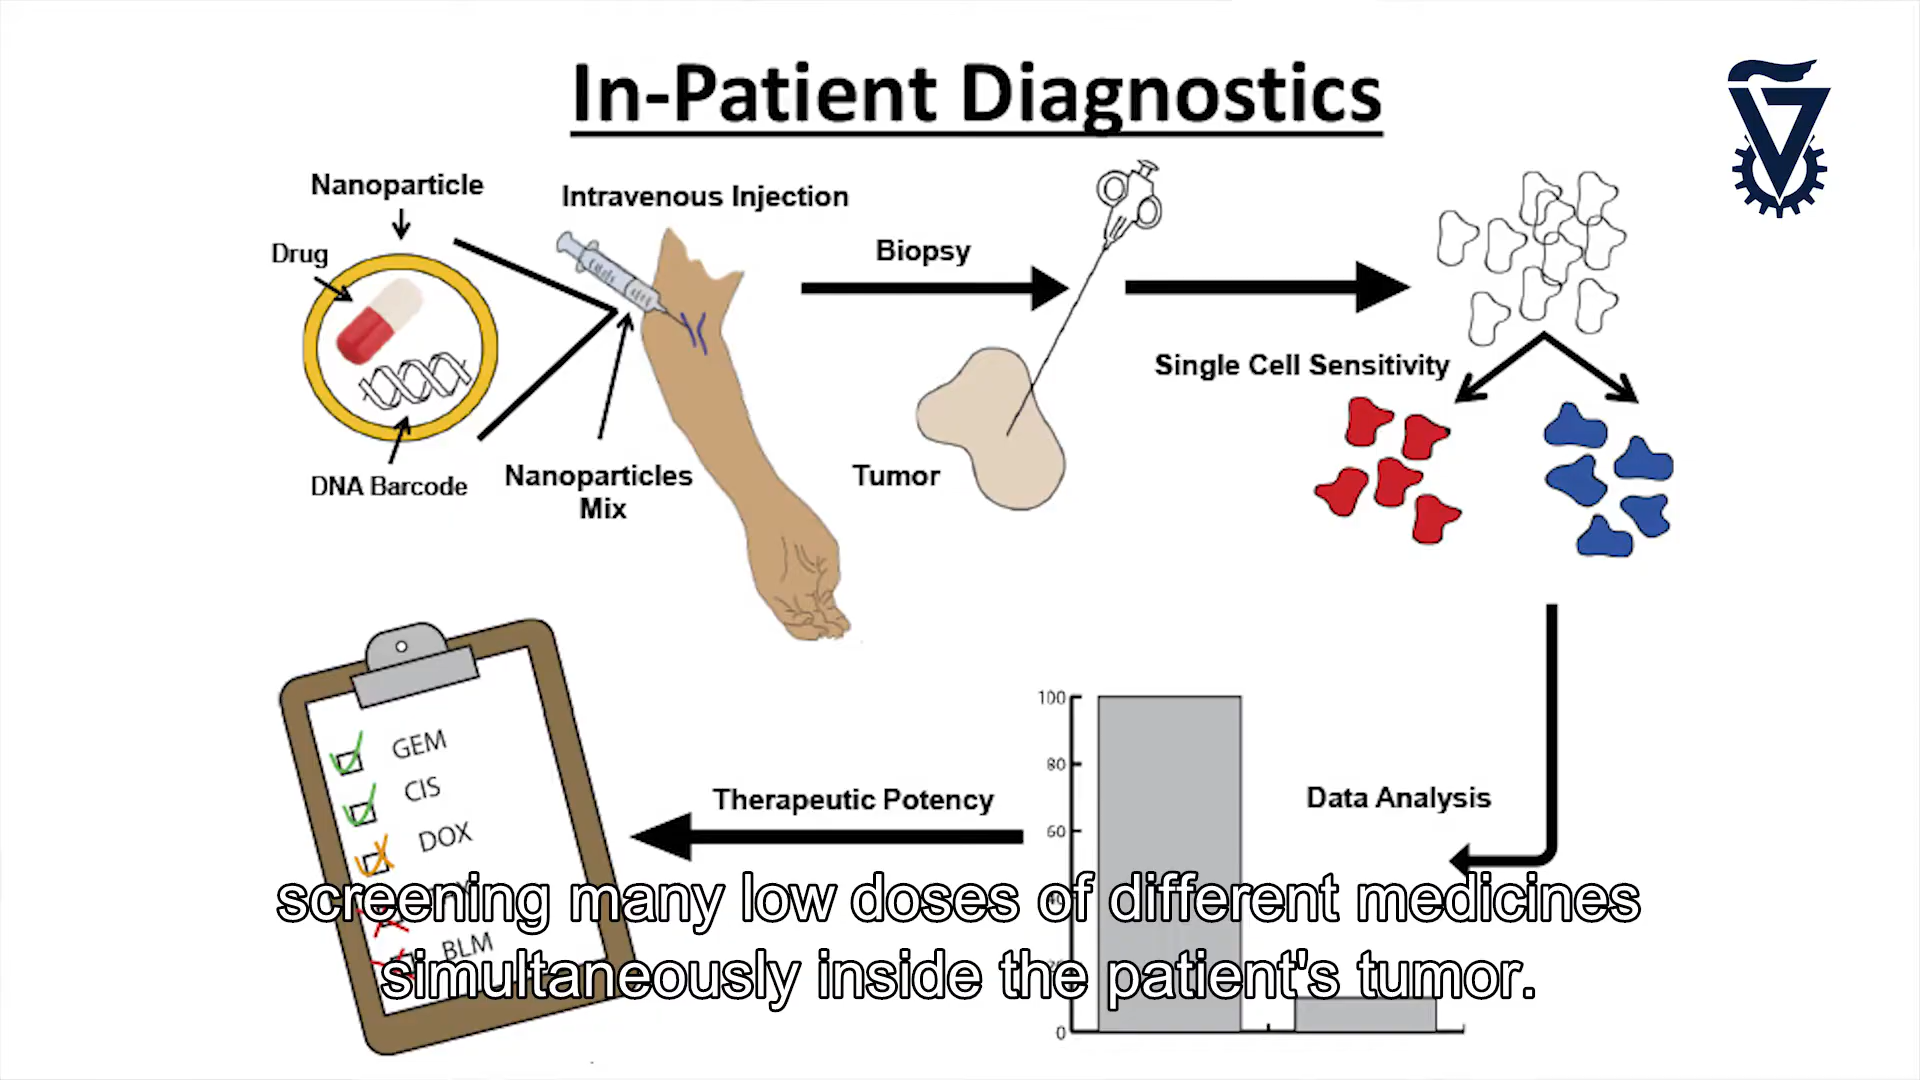 In-Patient Diagnostics
Nanoparticle
Drug
DNA Barcode
Intravenous Injection
Nanoparticles
Mix
Biopsy
Tumor
Single Cell Sensitivity
Data Analysis
100
80
60
0
Therapeutic Potency
GEM
CIS
DOX
BLM
screening many low doses of different medicines
simultaneously inside the patient's tumor.